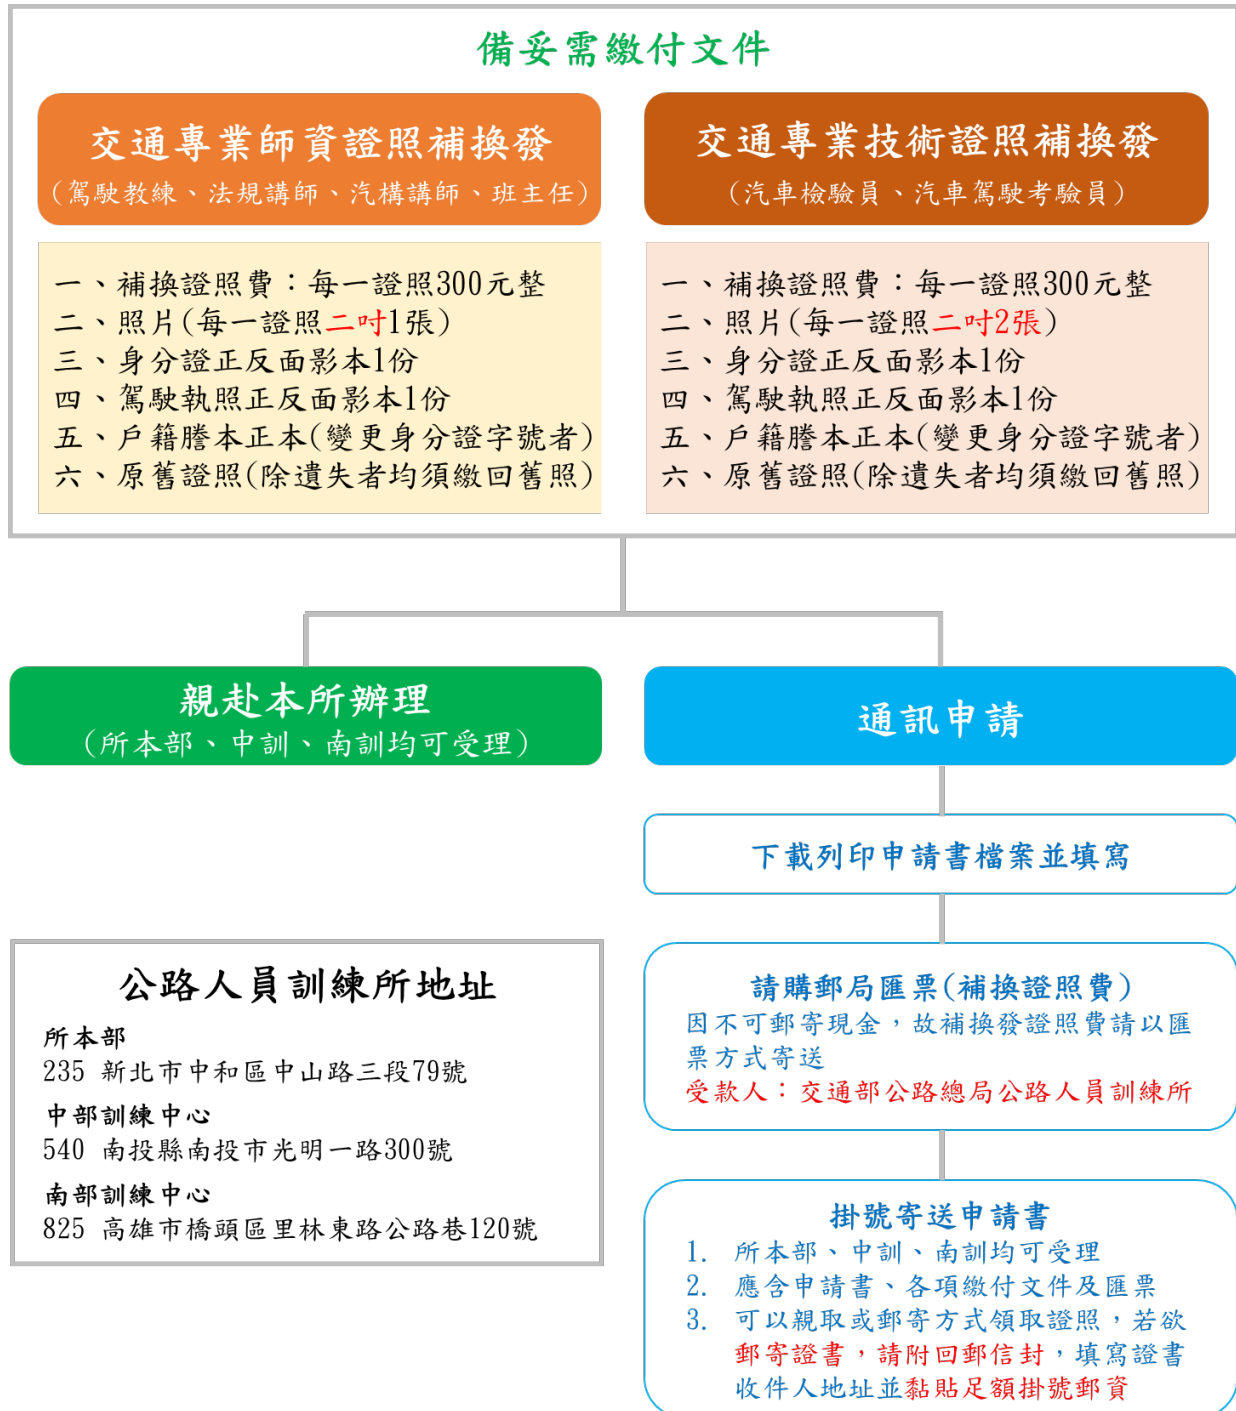 備妥需繳付文件
交通專業師資證照補換發
(駕駛教練、法規講師、汽構講師、班主任)
一、補換證照費：每一證照300元整
二、照片(每一證照二吋1張)
三、身分證正反面影本1份
四、駕駛執照正反面影本1份
五、戶籍謄本正本(變更身分證字號者)
六、原舊證照(除遺失者均須繳回舊照)
交通專業技術證照補換發
(汽車檢驗員、汽車駕駛考驗員)
一、補換證照費：每一證照300元整
二、照片(每一證照二吋2張)
三、身分證正反面影本1份
四、駕駛執照正反面影本1份
五、戶籍謄本正本(變更身分證字號者)
六、原舊證照(除遺失者均須繳回舊照)
親赴本所辦理
(所本部、中訓、南訓均可受理)
公路人員訓練所地址
所本部
235 新北市中和區中山路三段79號
中部訓練中心
540 南投縣南投市光明一路300號
南部訓練中心
825 高雄市橋頭區里林東路公路巷120號
通訊申請
下載列印申請書檔案並填寫
請購郵局匯票(補換證照費)
因不可郵寄現金，故補換發證照費請以匯
票方式寄送
受款人：交通部公路總局公路人員訓練所
掛號寄送申請書
1. 所本部、中訓、南訓均可受理
2. 應含申請書、各項繳付文件及匯票
3. 可以親取或郵寄方式領取證照，若欲
郵寄證書，請附回郵信封，填寫證書
收件人地址並黏貼足額掛號郵資